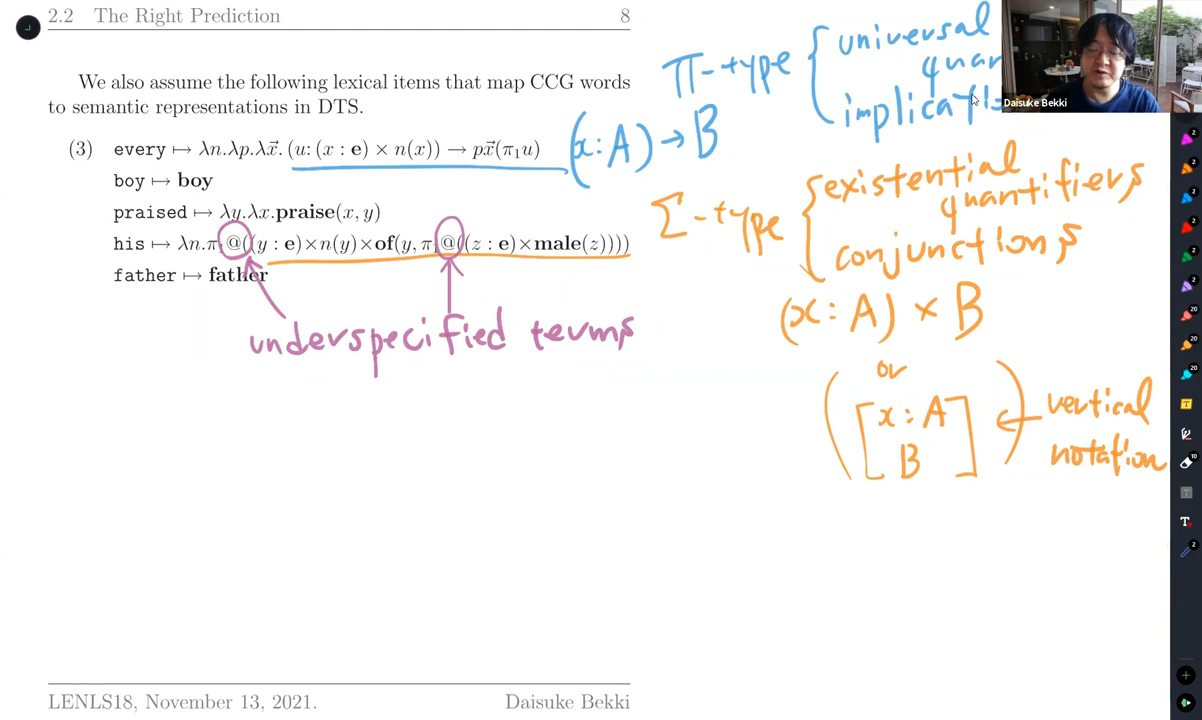 2.2 The Right Prediction 8
We also assume the following lexical items that map CCG words
to semantic representations in DTS.
(3) every ↦ λn.λp.λx⃗. (u: (x : e) × n(x)) → px⃗(π₁u)
boy ↦ boy
praised ↦ λy.λx.praise(x, y)
his ↦ λn.π @((y : e)×n(y)×of(y, π @((z : e)×male(z))))
father ↦ father
underspecified terms
Π-type { universal
quan
implicati
(x:A)→B
Σ-type { existential
quantifiers
conjunctions
(x:A) × B
or
( [ x:A
B ] ) ← vertical
notation
Daisuke Bekki
LENLS18, November 13, 2021. Daisuke Bekki